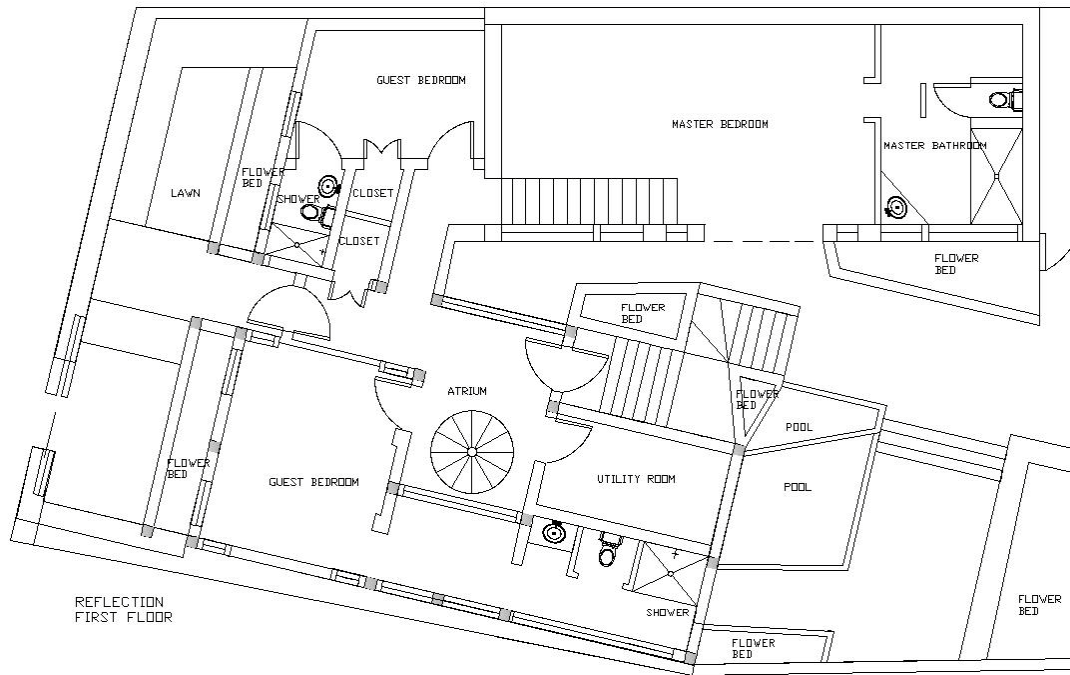 GUEST BEDROOM
MASTER BEDROOM
MASTER BATHROOM
FLOWER
BED
LAWN
SHOWER
CLOSET
CLOSET
FLOWER
BED
FLOWER
BED
ATRIUM
FLOWER
BED
POOL
FLOWER
BED
GUEST BEDROOM
UTILITY ROOM
POOL
REFLECTION
FIRST FLOOR
SHOWER
FLOWER
BED
FLOWER
BED